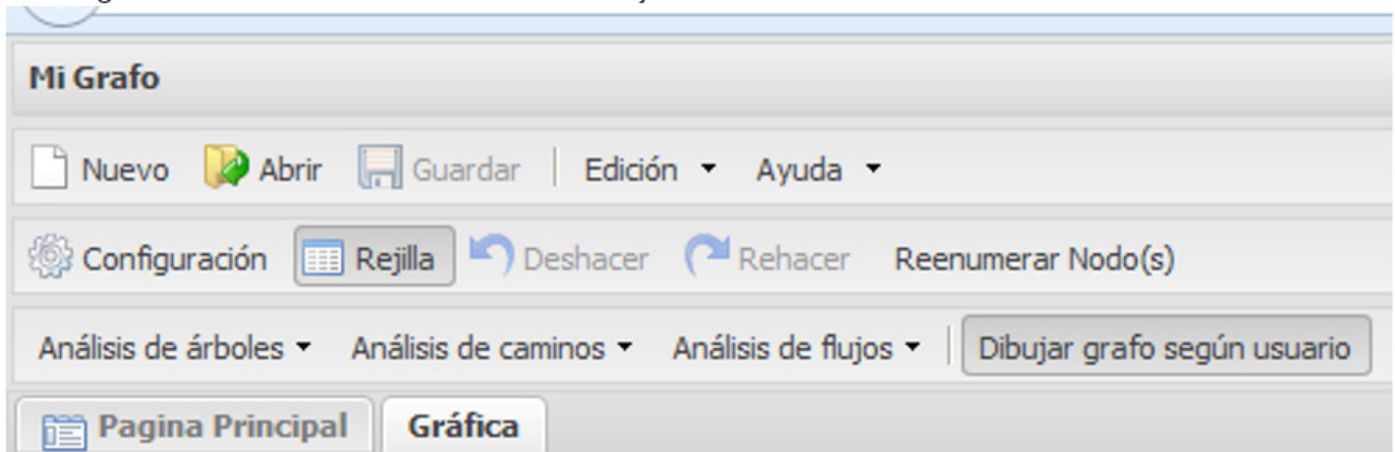 Mi Grafo
Nuevo Abrir Guardar Edición Ayuda
Configuración Rejilla Deshacer Rehacer Reenumerar Nodo(s)
Análisis de árboles Análisis de caminos Análisis de flujos Dibujar grafo según usuario
Pagina Principal Gráfica